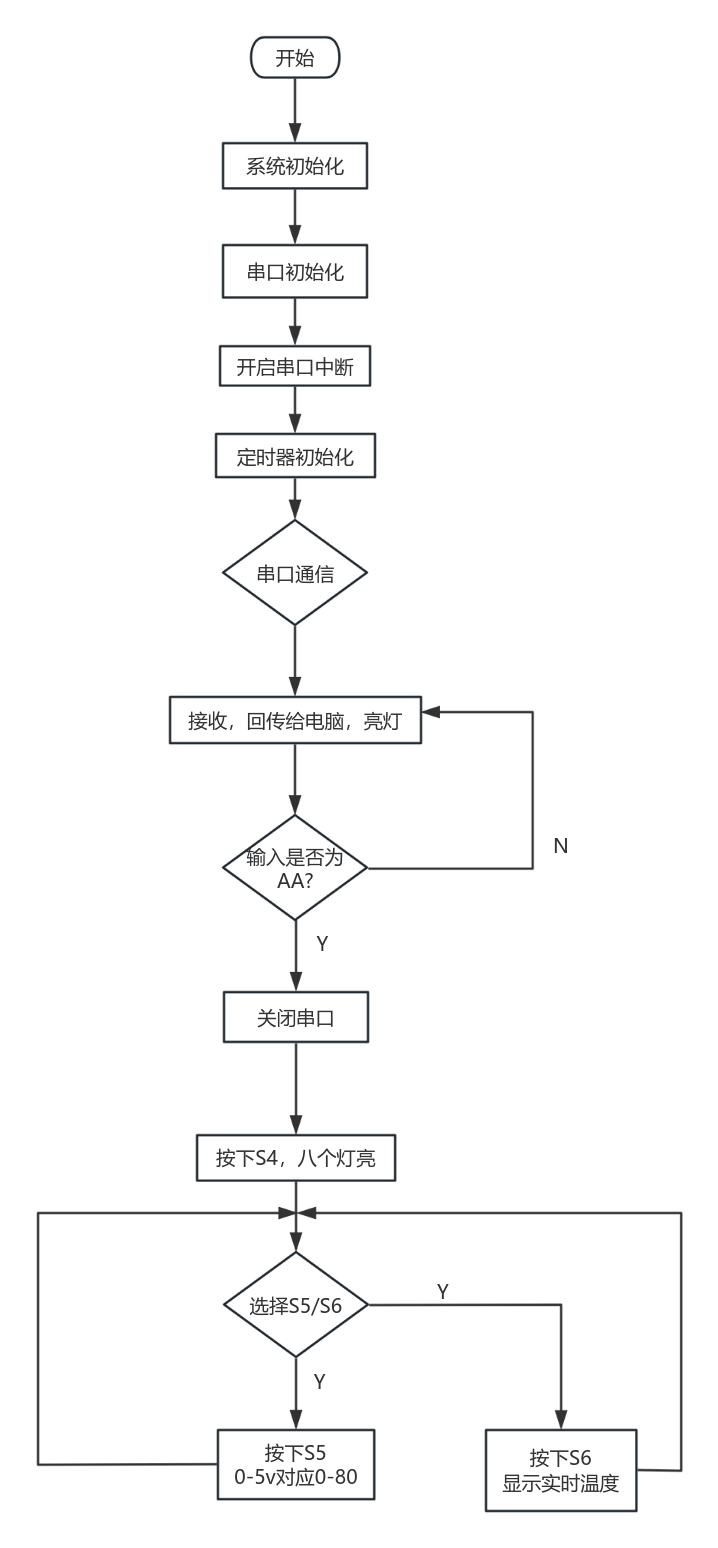 开始
系统初始化
串口初始化
开启串口中断
定时器初始化
串口通信
接收，回传给电脑，亮灯
输入是否为
AA?
N
Y
关闭串口
按下S4，八个灯亮
选择S5/S6
Y
Y
按下S5
0-5v对应0-80
按下S6
显示实时温度